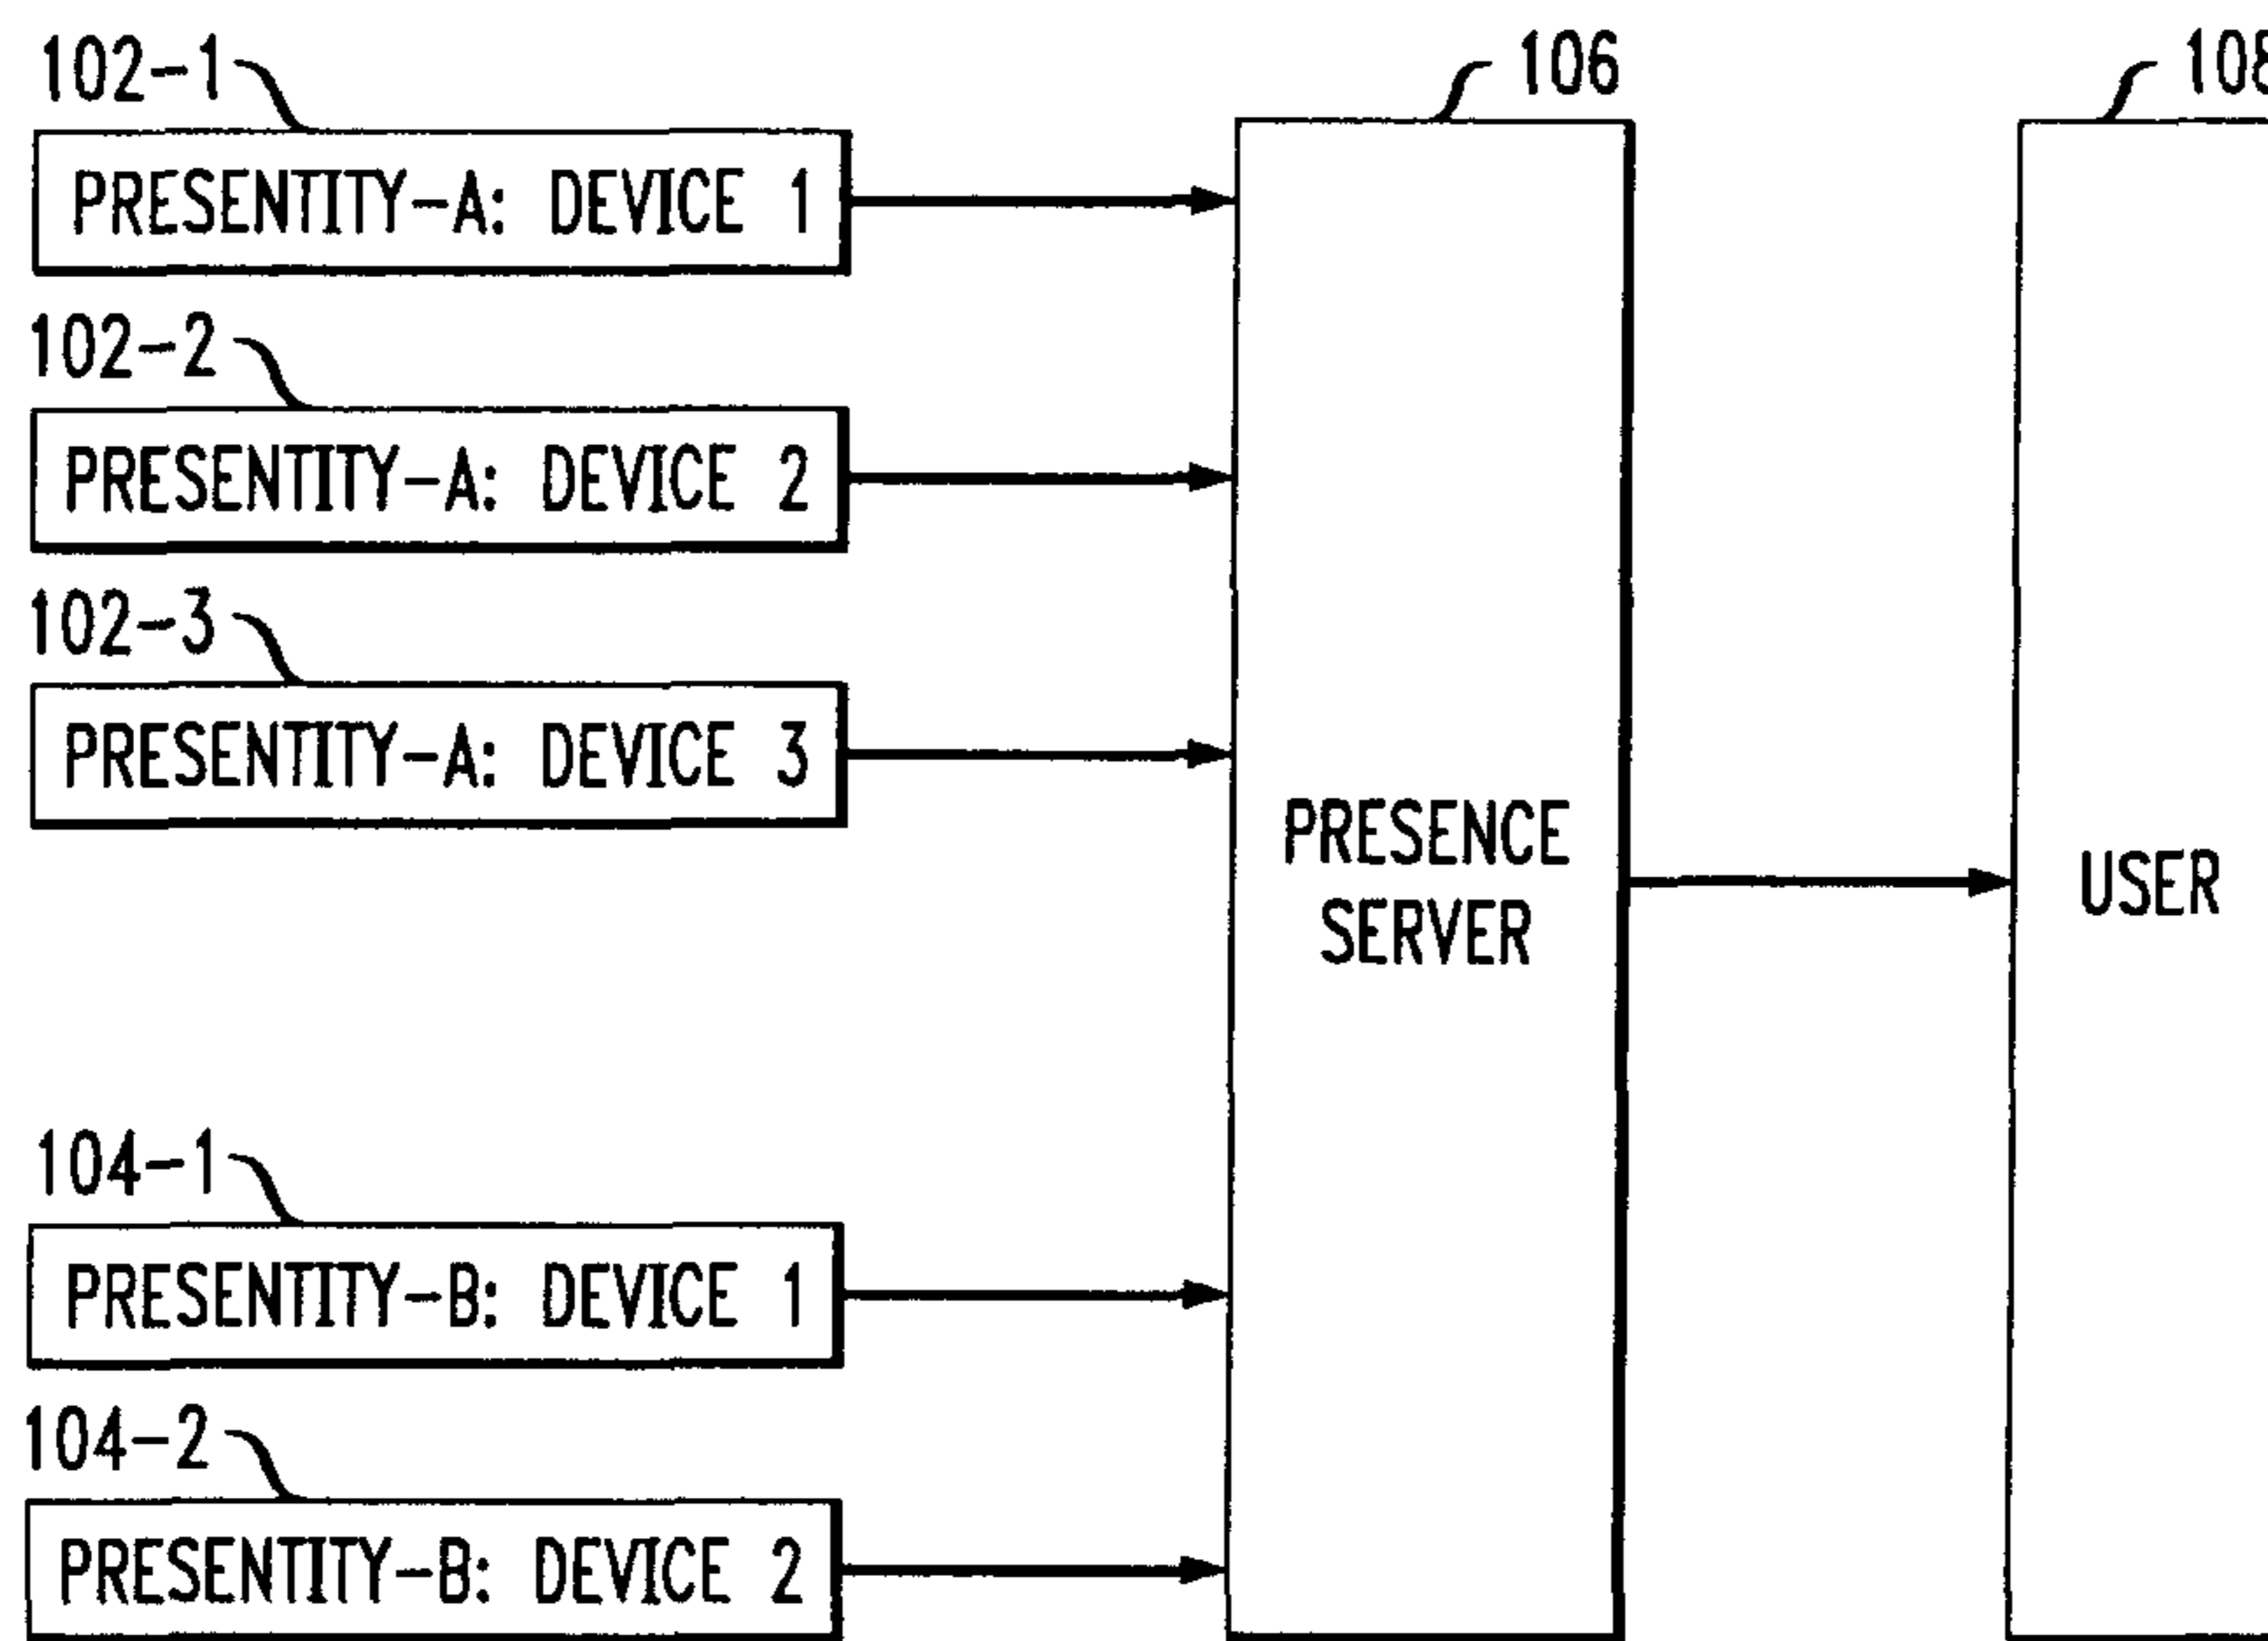 102-1
106
108
PRESENTITY-A: DEVICE 1
102-2
PRESENTITY-A: DEVICE 2
102-3
PRESENTITY-A: DEVICE 3
PRESENCE
SERVER
USER
104-1
PRESENTITY-B: DEVICE 1
104-2
PRESENTITY-B: DEVICE 2